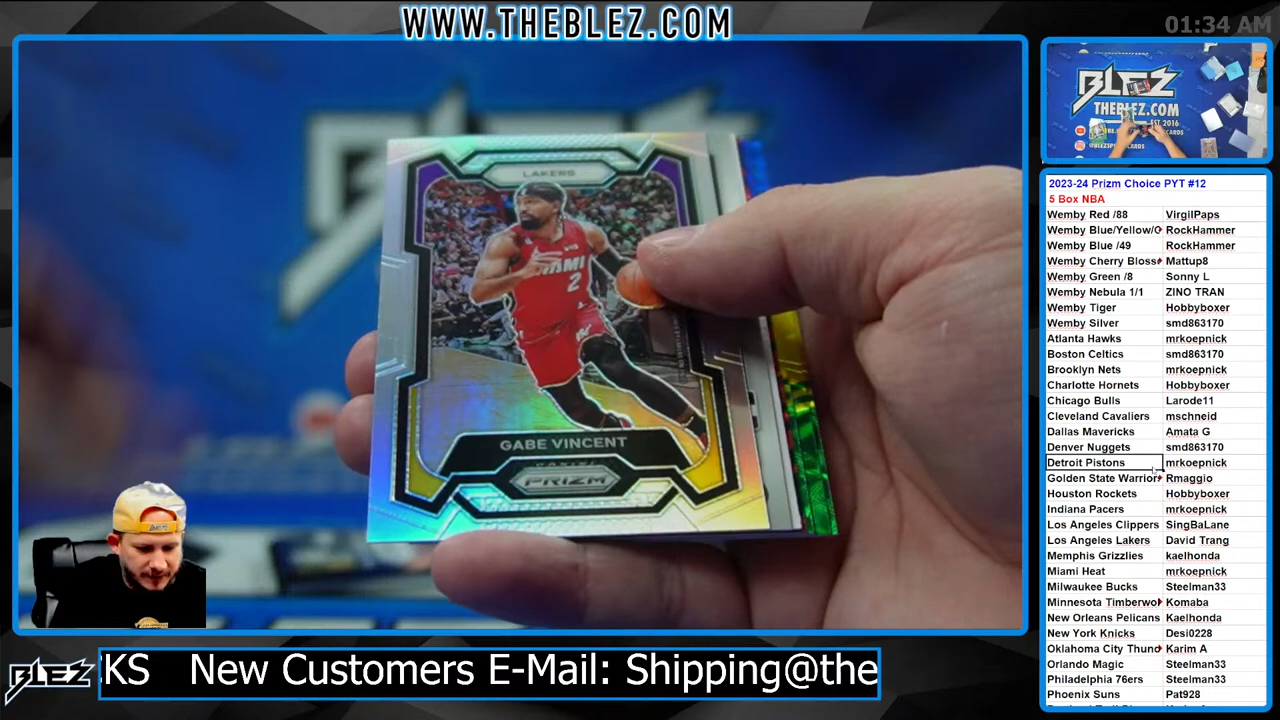 WWW.THEBLEZ.COM
01:34 AM
LAKERS
MIAMI
2
GABE VINCENT
PANINI
PRIZM
BLEZ
THEBLEZ.COM
EST 2016
2023-24 Prizm Choice PYT #12
5 Box NBA
Wemby Red /88 VirgilPaps
Wemby Blue/Yellow/G RockHammer
Wemby Blue /49 RockHammer
Wemby Cherry Bloss Mattup8
Wemby Green /8 Sonny L
Wemby Nebula 1/1 ZINO TRAN
Wemby Tiger Hobbyboxer
Wemby Silver smd863170
Atlanta Hawks mrkoepnick
Boston Celtics smd863170
Brooklyn Nets mrkoepnick
Charlotte Hornets Hobbyboxer
Chicago Bulls Larode11
Cleveland Cavaliers mschneid
Dallas Mavericks Amata G
Denver Nuggets smd863170
Detroit Pistons mrkoepnick
Golden State Warrior Rmaggio
Houston Rockets Hobbyboxer
Indiana Pacers mrkoepnick
Los Angeles Clippers SingBaLane
Los Angeles Lakers David Trang
Memphis Grizzlies kaelhonda
Miami Heat mrkoepnick
Milwaukee Bucks Steelman33
Minnesota Timberwo Komaba
New Orleans Pelicans Kaelhonda
New York Knicks Desi0228
Oklahoma City Thund Karim A
Orlando Magic Steelman33
Philadelphia 76ers Steelman33
Phoenix Suns Pat928
BLEZ
KS New Customers E-Mail: Shipping@the